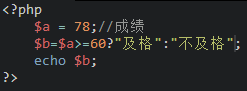 <?php
$a = 78;//成绩
$b=$a>=60?"及格":"不及格";
echo $b;
?>